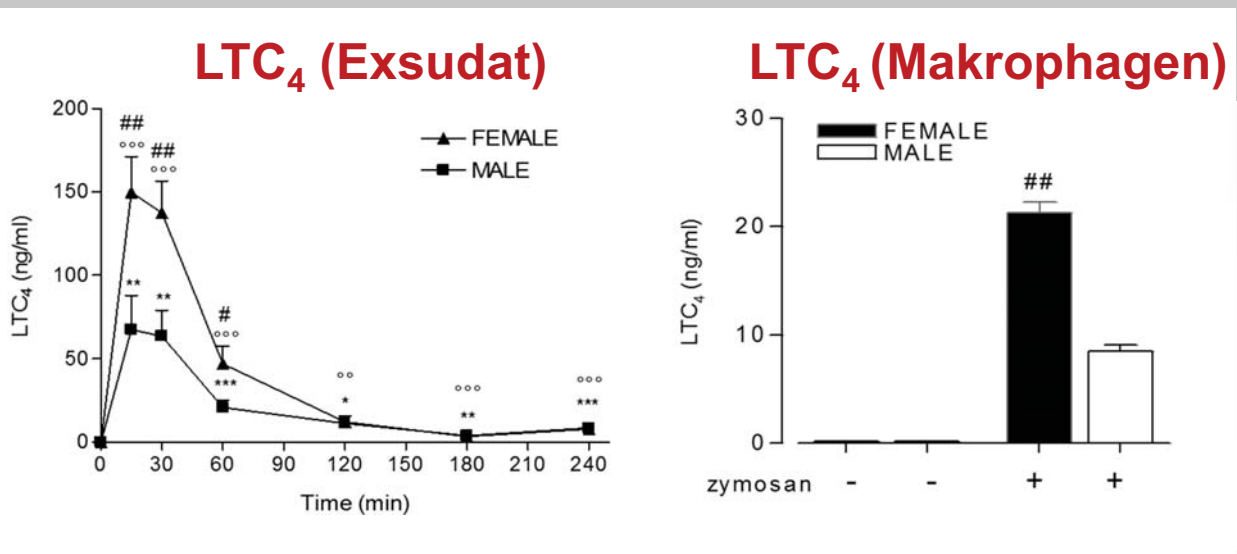 LTC₄ (Exsudat)
200
150
100
50
0
LTC₄ (ng/ml)
##
°°°
##
°°°
**
**
#
°°°
***
°°
*
°°°
**
°°°
***
FEMALE
MALE
0 30 60 90 120 150 180 210 240
Time (min)
LTC₄ (Makrophagen)
30
20
10
0
LTC₄ (ng/ml)
FEMALE
MALE
##
zymosan - - + +